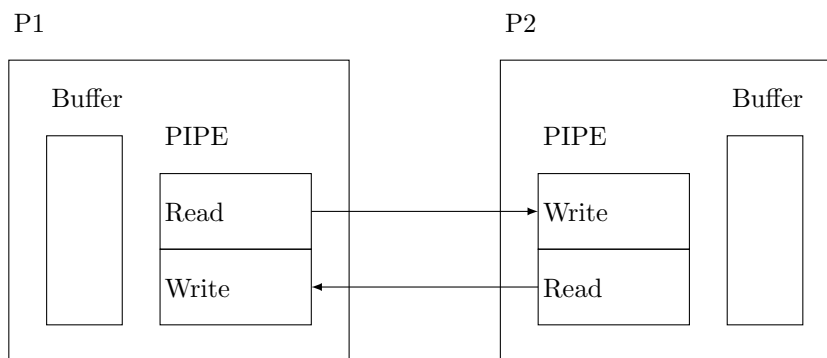 P1
P2
Buffer
Buffer
PIPE
PIPE
Read
Write
Write
Read